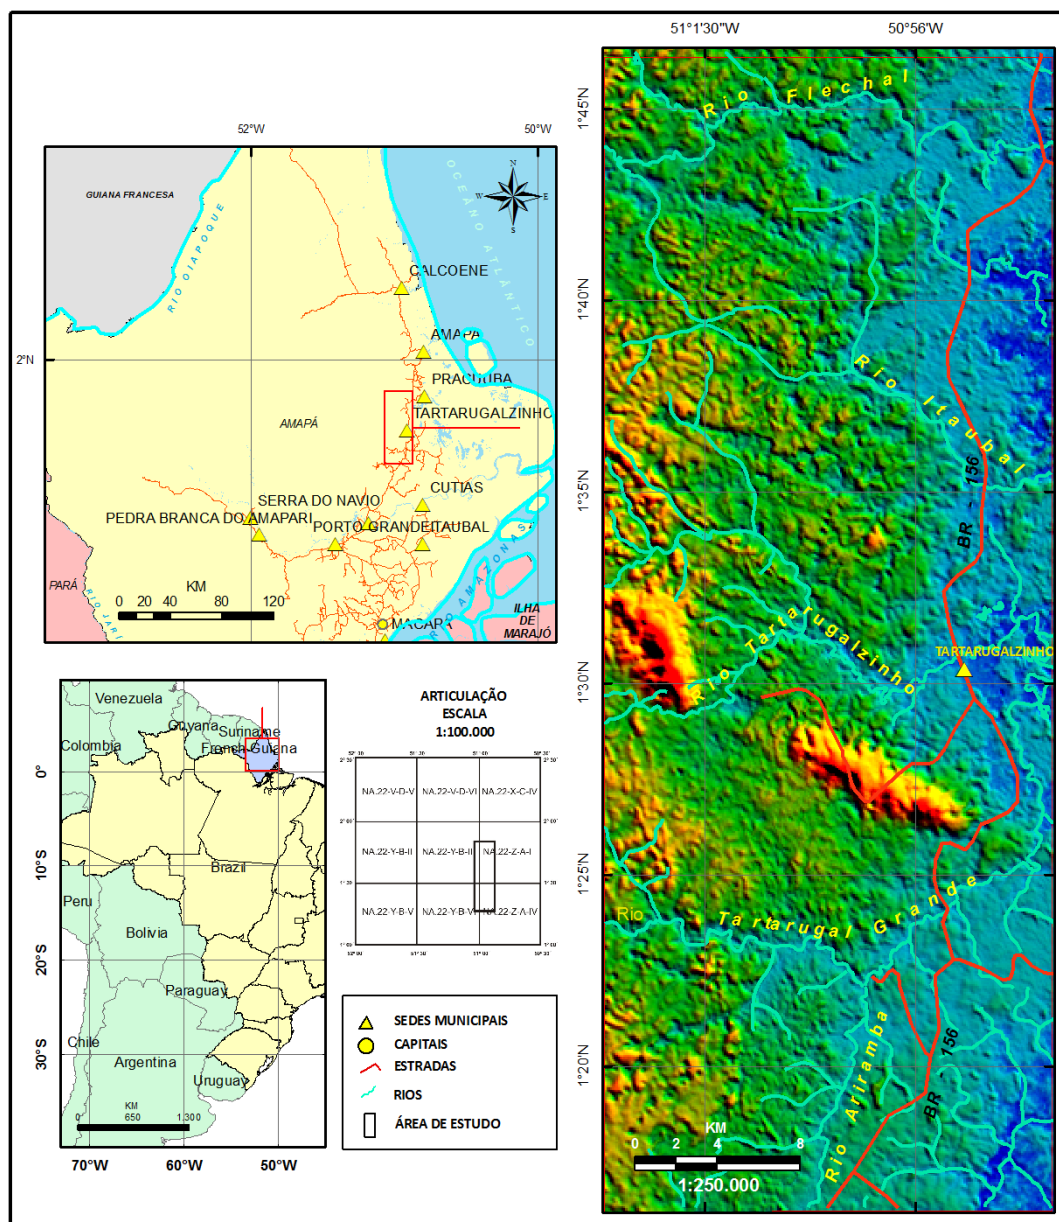 52°W
50°W
2°N
GUIANA FRANCESA
RIO OIAPOQUE
OCEANO ATLÂNTICO
N
W
E
S
CALCOENE
AMAPÁ
PRACUUBA
TARTARUGALZINHO
AMAPÁ
CUTIAS
SERRA DO NAVIO
PEDRA BRANCA DO AMAPARI
PORTO GRANDE
ITAUBAL
PARÁ
RIO JARI
KM
0 20 40 80 120
MACAPÁ
RIO AMAZONAS
ILHA
DE
MARAJÓ
Venezuela
Guyana
Suriname
French Guiana
Colombia
Brazil
Peru
Bolivia
Paraguay
Chile
Argentina
Uruguay
0°
10°S
20°S
30°S
KM
0 650 1.300
70°W 60°W 50°W
ARTICULAÇÃO
ESCALA
1:100.000
NA.22-V-D-V NA.22-V-D-VI NA.22-X-C-IV
NA.22-Y-B-II NA.22-Y-B-II NA.22-Z-A-I
NA.22-Y-B-V NA.22-Y-B-VI NA.22-Z-A-IV
SEDES MUNICIPAIS
CAPITAIS
ESTRADAS
RIOS
ÁREA DE ESTUDO
51°1'30"W
50°56'W
1°45'N
1°40'N
1°35'N
1°30'N
1°25'N
1°20'N
Rio Flechal
Rio Itaubal
BR - 156
Rio Tartarugalzinho
TARTARUGALZINHO
Rio Tartarugal Grande
Rio Ariramba
BR 156
KM
0 2 4 8
1:250.000